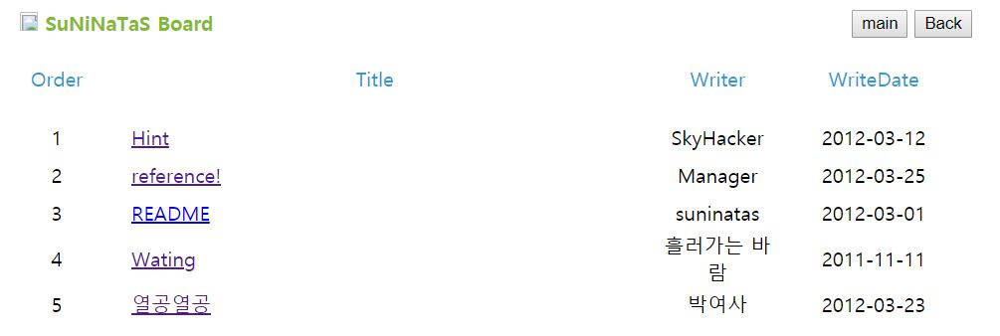 SuNiNaTaS Board main Back
Order Title Writer WriteDate
1 Hint SkyHacker 2012-03-12
2 reference! Manager 2012-03-25
3 README suninatas 2012-03-01
4 Wating 흘러가는 바람 2011-11-11
5 열공열공 박여사 2012-03-23